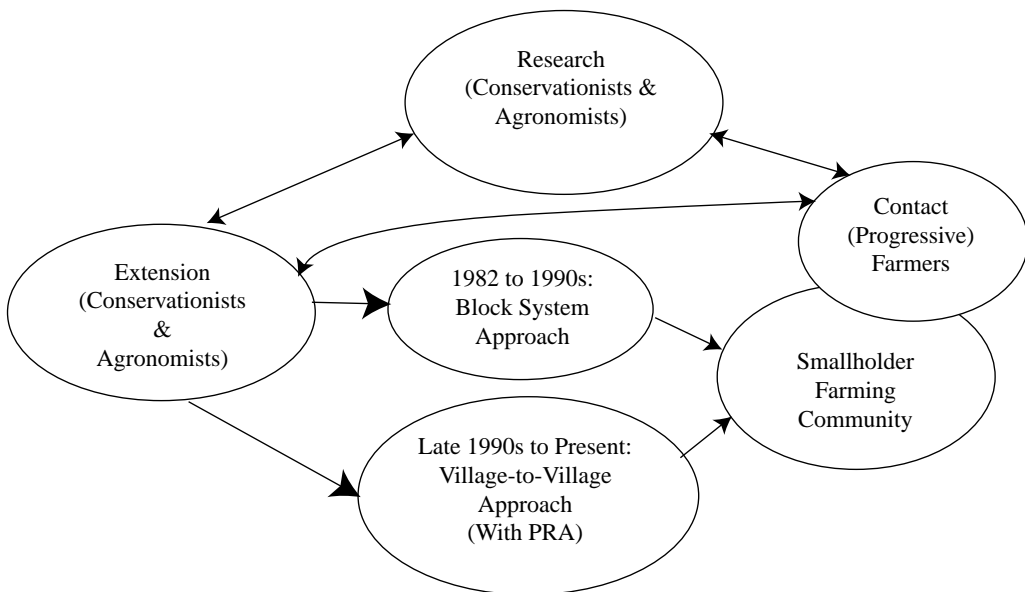 Research
(Conservationists &
Agronomists)
Contact
(Progressive)
Farmers
Extension
(Conservationists
&
Agronomists)
1982 to 1990s:
Block System
Approach
Smallholder
Farming
Community
Late 1990s to Present:
Village-to-Village
Approach
(With PRA)